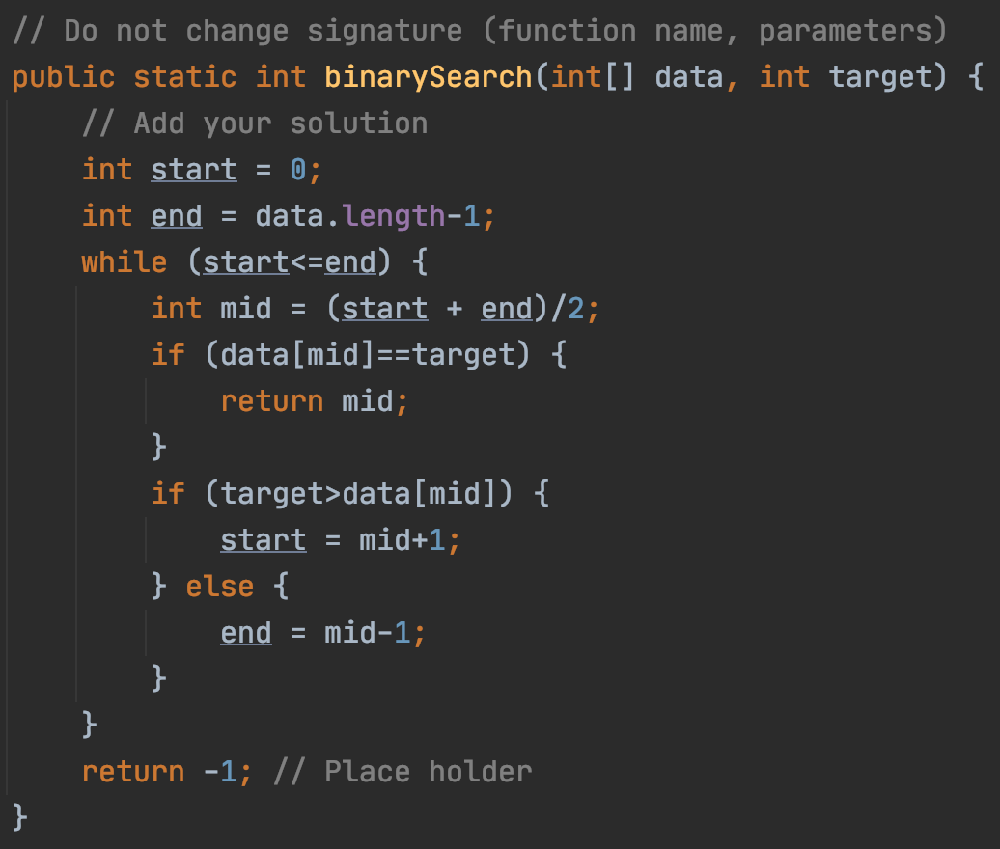 // Do not change signature (function name, parameters)
public static int binarySearch(int[] data, int target) {
    // Add your solution
    int start = 0;
    int end = data.length-1;
    while (start<=end) {
        int mid = (start + end)/2;
        if (data[mid]==target) {
            return mid;
        }
        if (target>data[mid]) {
            start = mid+1;
        } else {
            end = mid-1;
        }
    }
    return -1; // Place holder
}